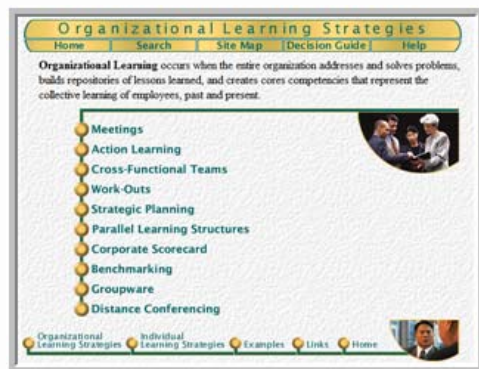 Organizational Learning Strategies
Home | Search | Site Map | Decision Guide | Help
Organizational Learning occurs when the entire organization addresses and solves problems,
builds repositories of lessons learned, and creates core competencies that represent the
collective learning of employees, past and present.
Meetings
Action Learning
Cross-Functional Teams
Work-Outs
Strategic Planning
Parallel Learning Structures
Corporate Scorecard
Benchmarking
Groupware
Distance Conferencing
Organizational Learning Strategies
Individual Learning Strategies
Examples
Links
Home